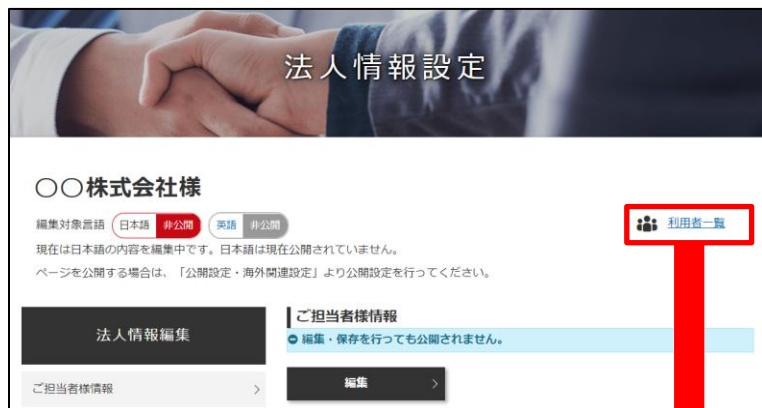 法人情報設定
〇〇株式会社様
編集対象言語 日本語 非公開 英語 非公開
利用者一覧
現在は日本語の内容を編集中です。日本語は現在公開されていません。
ページを公開する場合は、「公開設定・海外関連設定」より公開設定を行ってください。
法人情報編集
ご担当者様情報
ご担当者様情報
編集・保存を行っても公開されません。
編集